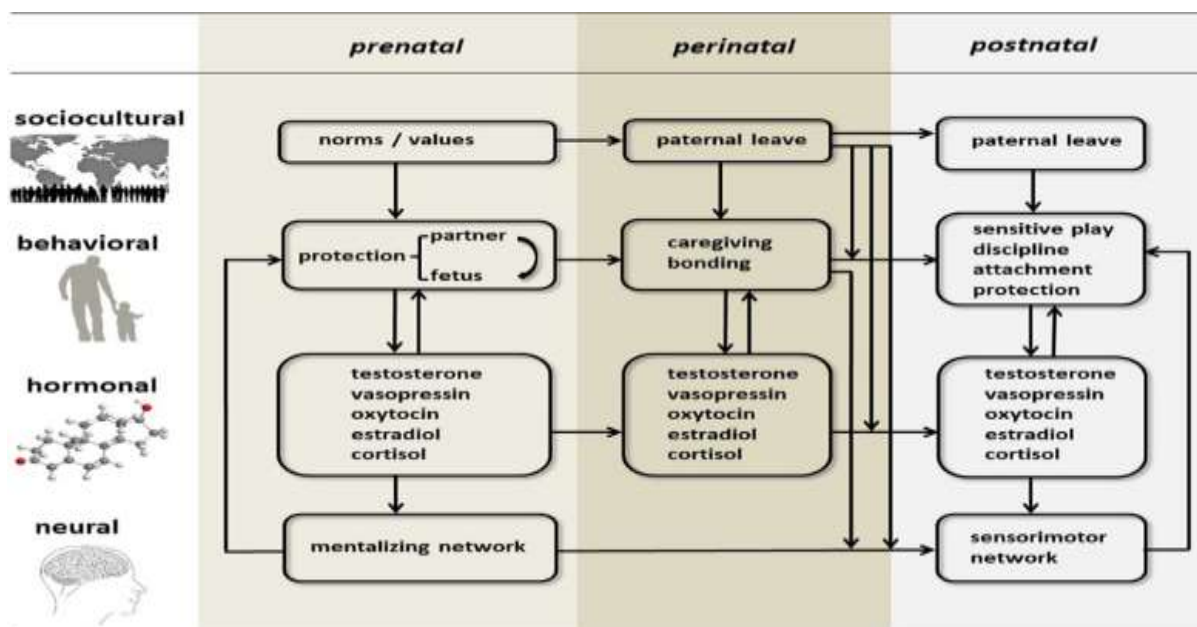 prenatal
perinatal
postnatal
sociocultural
norms / values
paternal leave
paternal leave
behavioral
protection
partner
fetus
caregiving
bonding
sensitive play
discipline
attachment
protection
hormonal
testosterone
vasopressin
oxytocin
estradiol
cortisol
testosterone
vasopressin
oxytocin
estradiol
cortisol
testosterone
vasopressin
oxytocin
estradiol
cortisol
neural
mentalizing network
sensorimotor
network